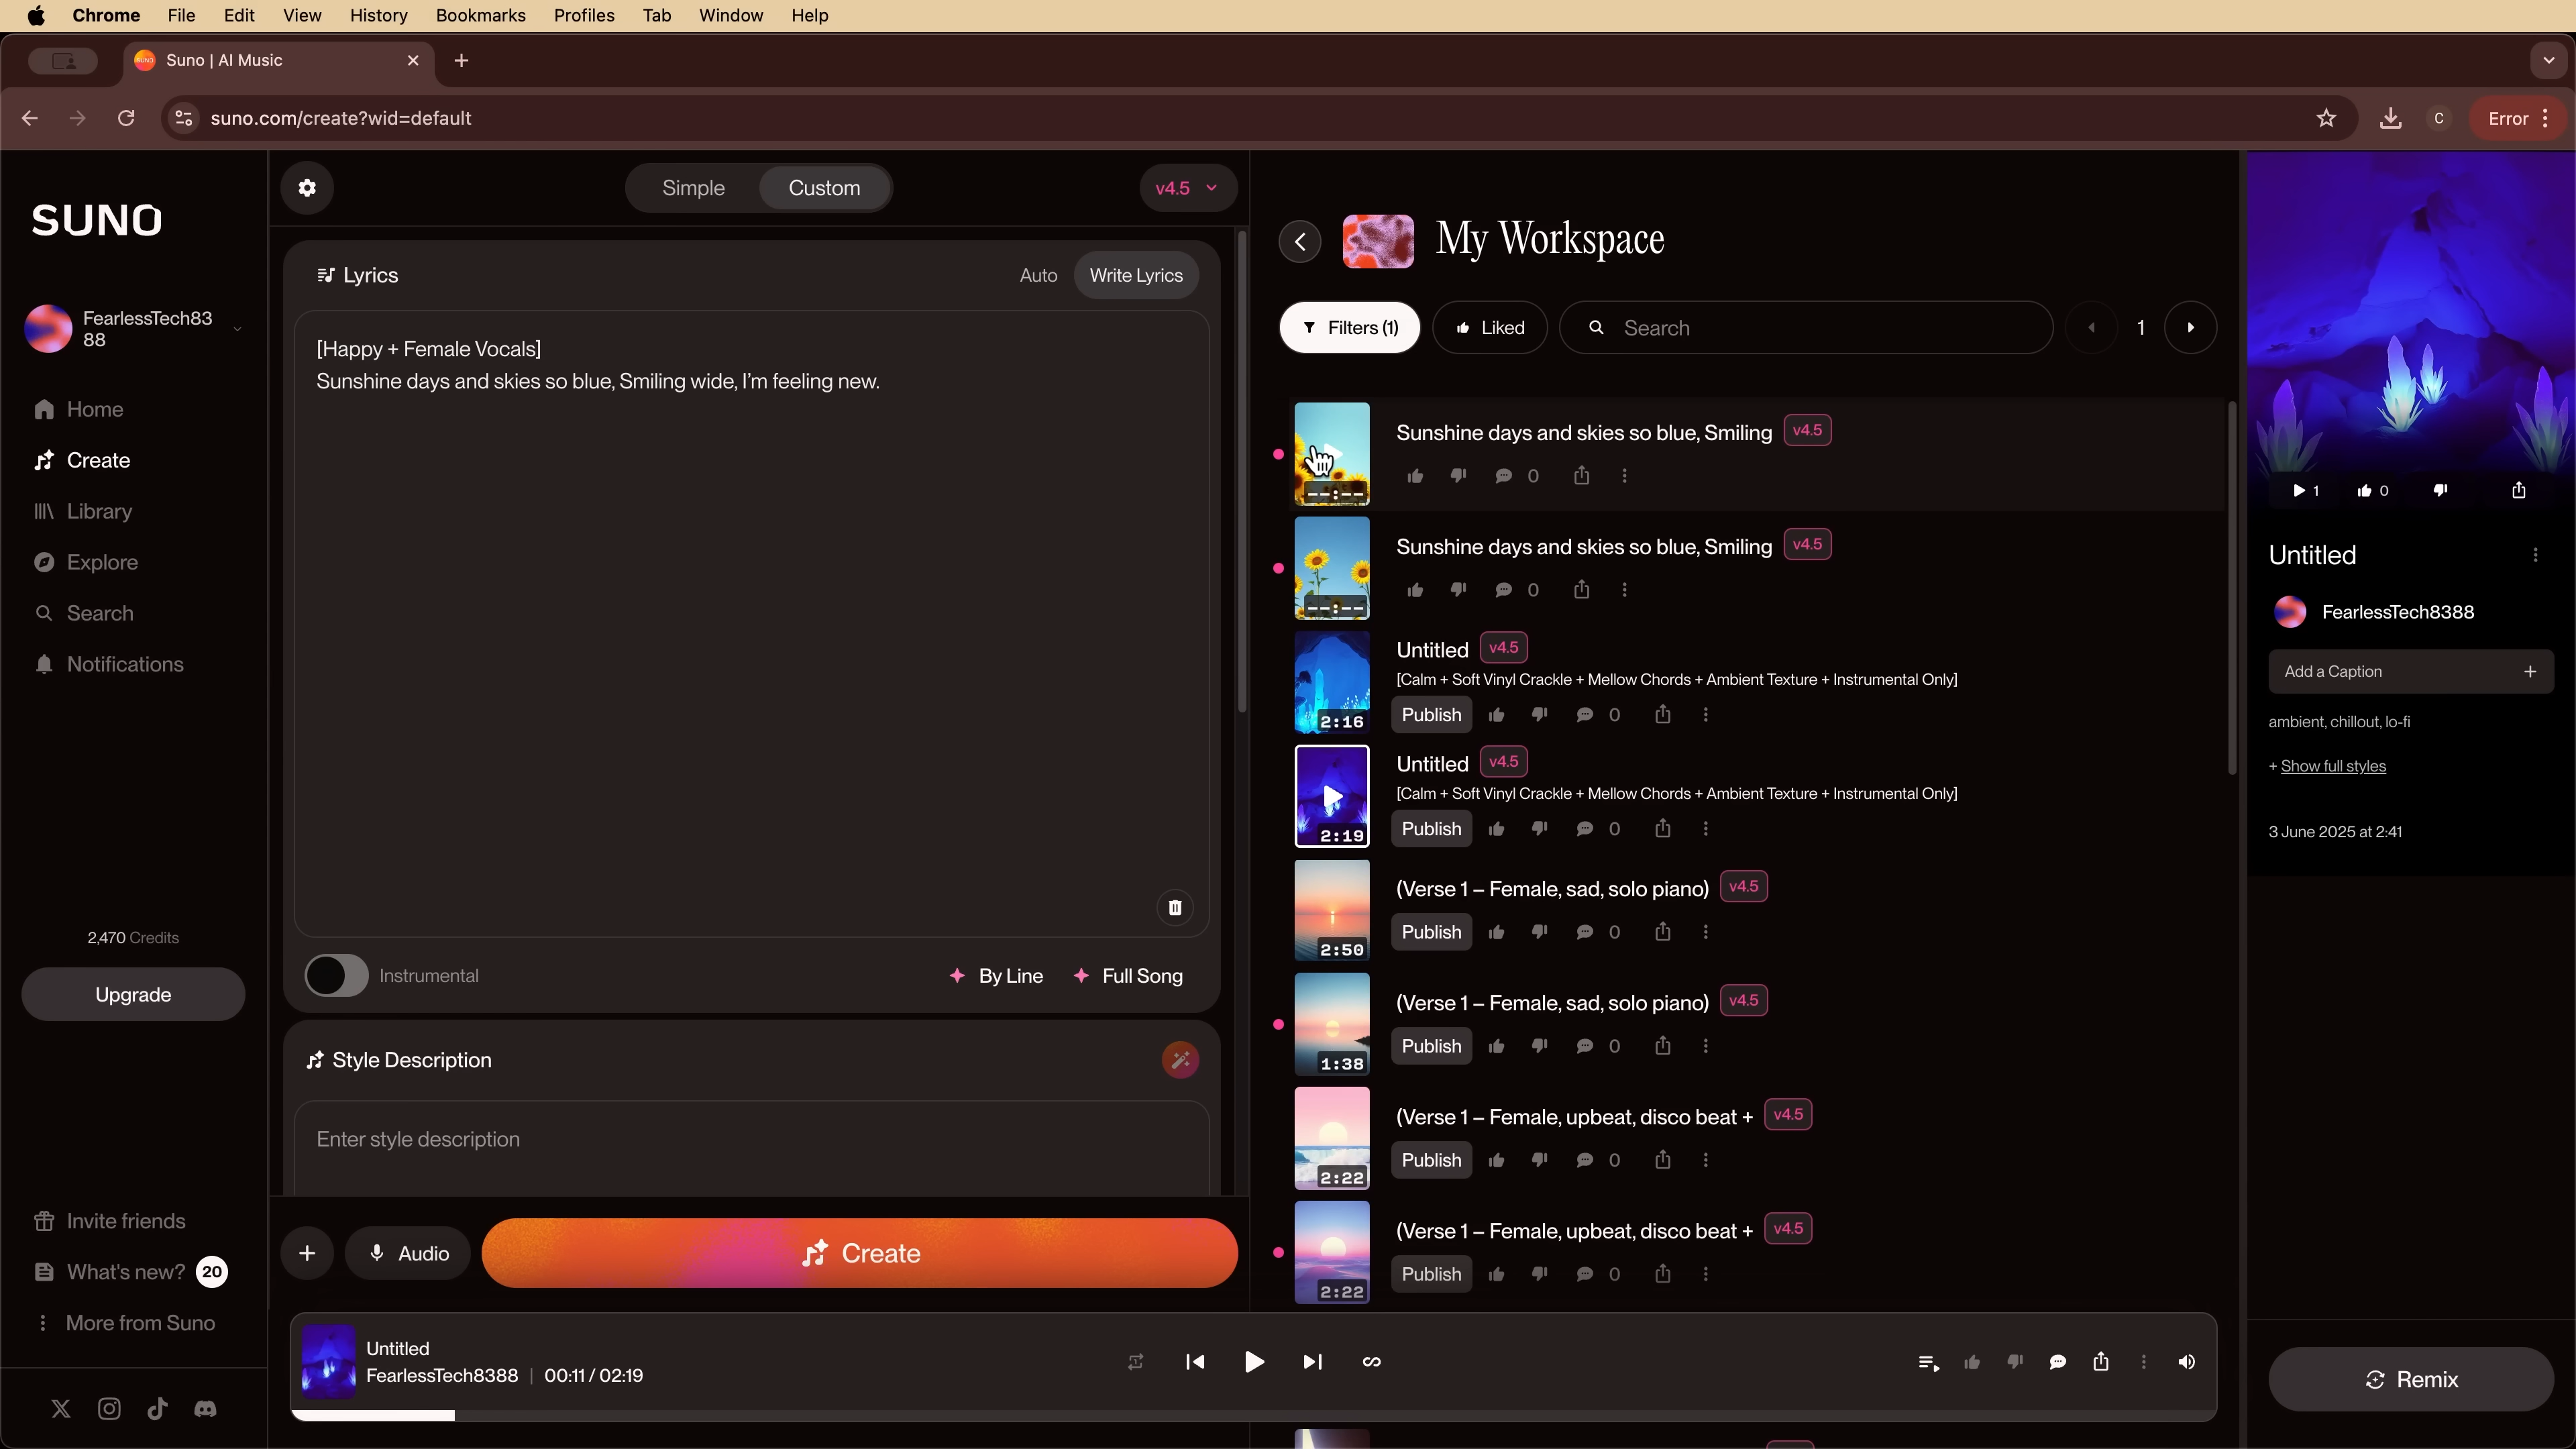 Chrome File Edit View History Bookmarks Profiles Tab Window Help
Suno | AI Music
suno.com/create?wid=default
C
Error
SUNO
FearlessTech83
88
Home
Create
Library
Explore
Search
Notifications
2,470 Credits
Upgrade
Invite friends
What's new? 20
More from Suno
Simple Custom
v4.5
Lyrics
Auto Write Lyrics
[Happy + Female Vocals]
Sunshine days and skies so blue, Smiling wide, I'm feeling new.
Instrumental
By Line Full Song
Style Description
Enter style description
Audio
Create
My Workspace
Filters (1) Liked Search 1
Sunshine days and skies so blue, Smiling v4.5
0
--:--
Sunshine days and skies so blue, Smiling v4.5
0
--:--
Untitled v4.5
[Calm + Soft Vinyl Crackle + Mellow Chords + Ambient Texture + Instrumental Only]
2:16 Publish 0
Untitled v4.5
[Calm + Soft Vinyl Crackle + Mellow Chords + Ambient Texture + Instrumental Only]
2:19 Publish 0
(Verse 1 – Female, sad, solo piano) v4.5
2:50 Publish 0
(Verse 1 – Female, sad, solo piano) v4.5
1:38 Publish 0
(Verse 1 – Female, upbeat, disco beat + v4.5
2:22 Publish 0
(Verse 1 – Female, upbeat, disco beat + v4.5
2:22 Publish 0
1 0
Untitled
FearlessTech8388
Add a Caption +
ambient, chillout, lo-fi
+ Show full styles
3 June 2025 at 2:41
Remix
Untitled
FearlessTech8388 | 00:11 / 02:19